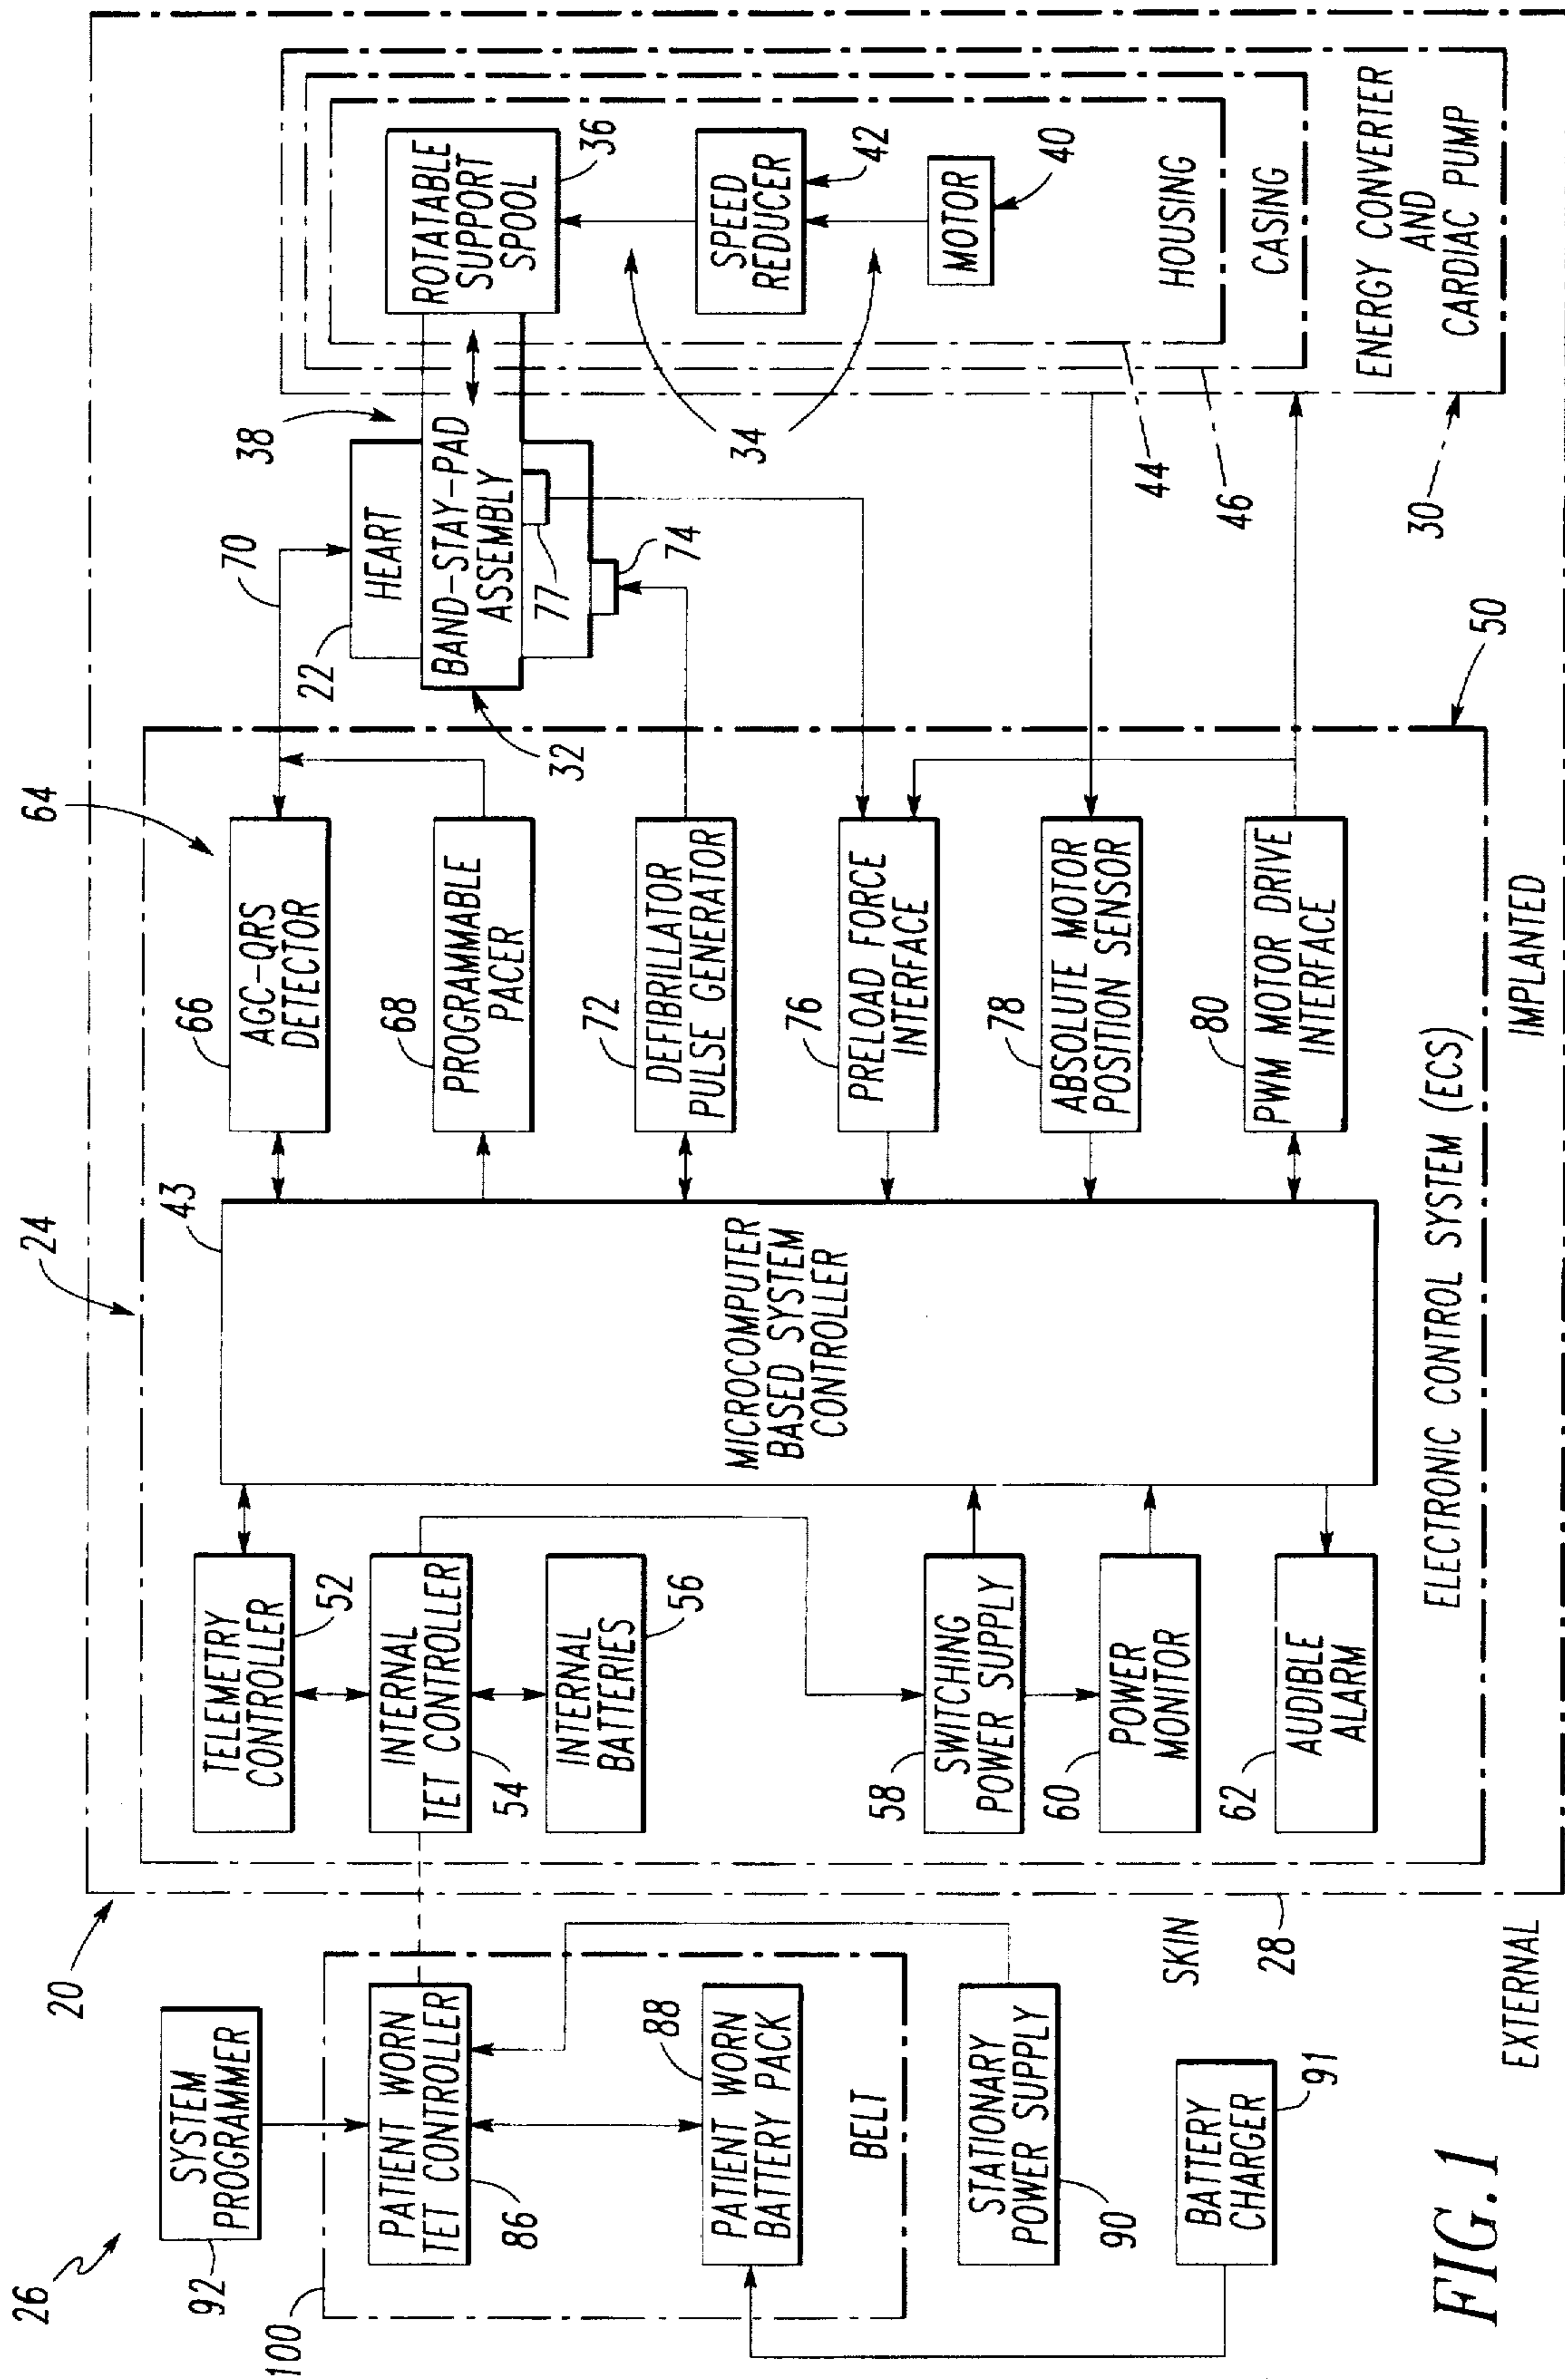 26
92
SYSTEM
PROGRAMMER
100
PATIENT WORN
TET CONTROLLER
86
PATIENT WORN
BATTERY PACK
88
BELT
STATIONARY
POWER SUPPLY
90
BATTERY
CHARGER
91
EXTERNAL
SKIN
28
20
24
TELEMETRY
CONTROLLER
52
INTERNAL
TET CONTROLLER
54
INTERNAL
BATTERIES
56
58
SWITCHING
POWER SUPPLY
60
POWER
MONITOR
62
AUDIBLE
ALARM
43
MICROCOMPUTER
BASED SYSTEM
CONTROLLER
64
66
AGC-QRS
DETECTOR
68
PROGRAMMABLE
PACER
72
DEFIBRILLATOR
PULSE GENERATOR
76
PRELOAD FORCE
INTERFACE
78
ABSOLUTE MOTOR
POSITION SENSOR
80
PWM MOTOR DRIVE
INTERFACE
ELECTRONIC CONTROL SYSTEM (ECS)
50
IMPLANTED
70
22
HEART
38
BAND-STAY-PAD
ASSEMBLY
32
77
74
ROTATABLE
SUPPORT
SPOOL
36
34
SPEED
REDUCER
42
MOTOR
40
HOUSING
44
CASING
46
ENERGY CONVERTER
AND
CARDIAC PUMP
30
FIG. 1